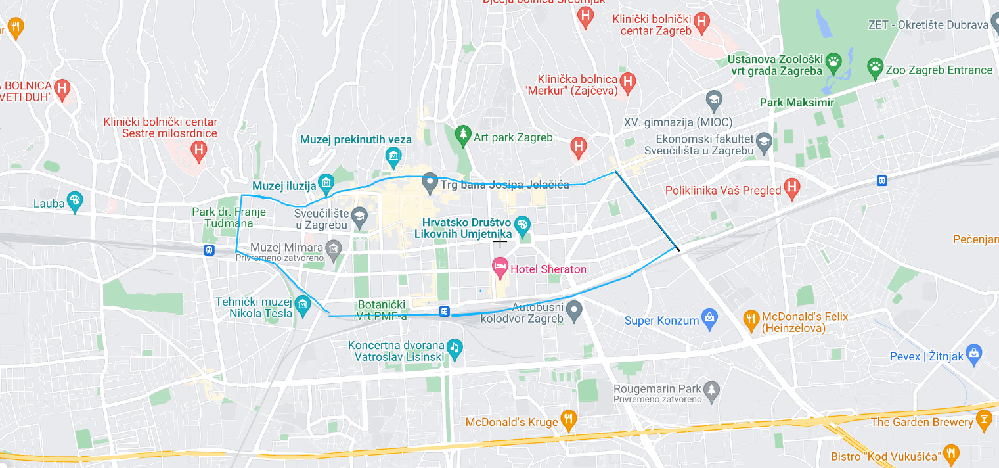 Dječja bolnica Srebrnjak
Klinički bolnički
centar Zagreb
ZET - Okretište Dubrava
Ustanova Zoološki
vrt grada Zagreba
Zoo Zagreb Entrance
Klinička bolnica
"Merkur" (Zajčeva)
A BOLNICA
VETI DUH"
Park Maksimir
XV. gimnazija (MIOC)
Klinički bolnički centar
Sestre milosrdnice
Muzej prekinutih veza
Art park Zagreb
Ekonomski fakultet
Sveučilišta u Zagrebu
Muzej iluzija
Trg bana Josipa Jelačića
Poliklinika Vaš Pregled
Lauba
Park dr. Franje
Tuđmana
Sveučilište
u Zagrebu
Hrvatsko Društvo
Likovnih Umjetnika
Pečenjar
Muzej Mimara
Privremeno zatvoreno
Hotel Sheraton
Tehnički muzej
Nikola Tesla
Botanički
Vrt PMF-a
Autobusni
kolodvor Zagreb
Super Konzum
McDonald's Felix
(Heinzelova)
Koncertna dvorana
Vatroslav Lisinski
Pevex | Žitnjak
Rougemarin Park
Privremeno zatvoreno
McDonald's Kruge
The Garden Brewery
Bistro "Kod Vukušića"